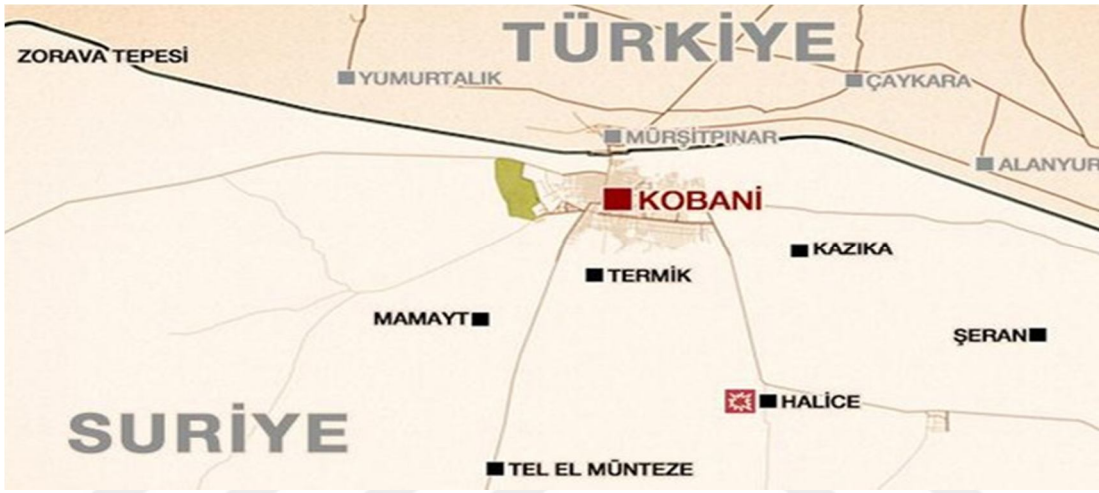 TÜRKİYE
ZORAVA TEPESİ
YUMURTALIK
ÇAYKARA
MÜRŞİTPINAR
ALANYUR
KOBANİ
KAZIKA
TERMİK
MAMAYT
ŞERAN
HALİCE
SURİYE
TEL EL MÜNTEZE